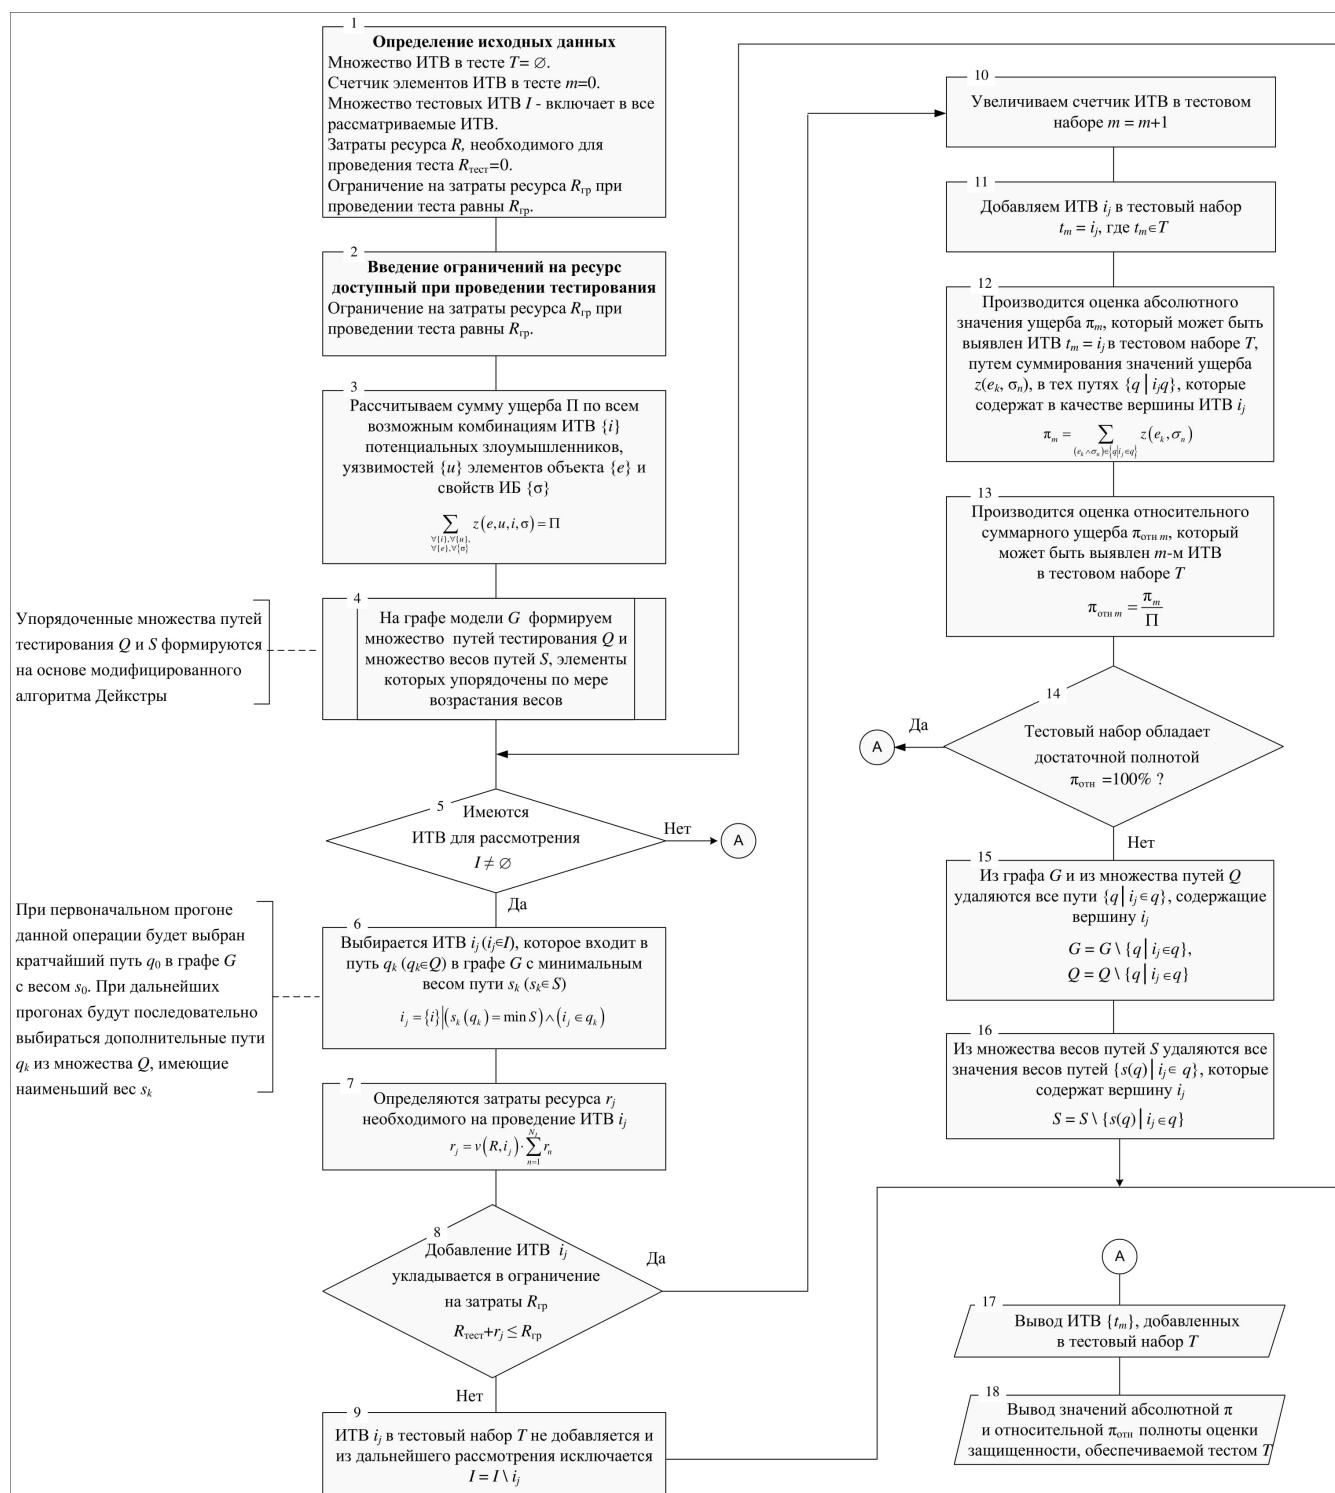 1
Определение исходных данных
Множество ИТВ в тесте T= ∅.
Счетчик элементов ИТВ в тесте m=0.
Множество тестовых ИТВ I - включает в все
рассматриваемые ИТВ.
Затраты ресурса R, необходимого для
проведения теста Rтест=0.
Ограничение на затраты ресурса Rгр при
проведении теста равны Rгр.
2
Введение ограничений на ресурс
доступный при проведении тестирования
Ограничение на затраты ресурса Rгр при
проведении теста равны Rгр.
3
Рассчитываем сумму ущерба П по всем
возможным комбинациям ИТВ {i}
потенциальных злоумышленников,
уязвимостей {u} элементов объекта {e} и
свойств ИБ {σ}
∑ z(e,u,i,σ) = П
∀{i},∀{u},
∀{e},∀{σ}
Упорядоченные множества путей
тестирования Q и S формируются
на основе модифицированного
алгоритма Дейкстры
4
На графе модели G формируем
множество путей тестирования Q и
множество весов путей S, элементы
которых упорядочены по мере
возрастания весов
5
Имеются
ИТВ для рассмотрения
I ≠ ∅
Нет
А
Да
При первоначальном прогоне
данной операции будет выбран
кратчайший путь q0 в графе G
с весом s0. При дальнейших
прогонах будут последовательно
выбираться дополнительные пути
qk из множества Q, имеющие
наименьший вес sk
6
Выбирается ИТВ ij (ij∈I), которое входит в
путь qk (qk∈Q) в графе G с минимальным
весом пути sk (sk∈S)
ij = {i}|(sk(qk) = min S) ∧ (ij ∈ qk)
7
Определяются затраты ресурса rj
необходимого на проведение ИТВ ij
rj = v(R, ij) · ∑ rn
n=1
Nj
8
Добавление ИТВ ij
укладывается в ограничение
на затраты Rгр
Rтест+rj ≤ Rгр
Да
Нет
9
ИТВ ij в тестовый набор T не добавляется и
из дальнейшего рассмотрения исключается
I = I \ ij
10
Увеличиваем счетчик ИТВ в тестовом
наборе m = m+1
11
Добавляем ИТВ ij в тестовый набор
tm = ij, где tm∈T
12
Производится оценка абсолютного
значения ущерба πm, который может быть
выявлен ИТВ tm = ij в тестовом наборе T,
путем суммирования значений ущерба
z(ek, σn), в тех путях {q | ijq}, которые
содержат в качестве вершины ИТВ ij
πm = ∑ z(ek, σn)
(ek∧σn)∈{q|ij∈q}
13
Производится оценка относительного
суммарного ущерба πотн m, который
может быть выявлен m-м ИТВ
в тестовом наборе T
πотн m = πm / П
14
Тестовый набор обладает
достаточной полнотой
πотн =100% ?
Да
А
Нет
15
Из графа G и из множества путей Q
удаляются все пути {q | ij∈q}, содержащие
вершину ij
G = G \ {q | ij∈q},
Q = Q \ {q | ij∈q}
16
Из множества весов путей S удаляются все
значения весов путей {s(q) | ij∈ q}, которые
содержат вершину ij
S = S \ {s(q) | ij∈q}
А
17
Вывод ИТВ {tm}, добавленных
в тестовый набор T
18
Вывод значений абсолютной π
и относительной πотн полноты оценки
защищенности, обеспечиваемой тестом T